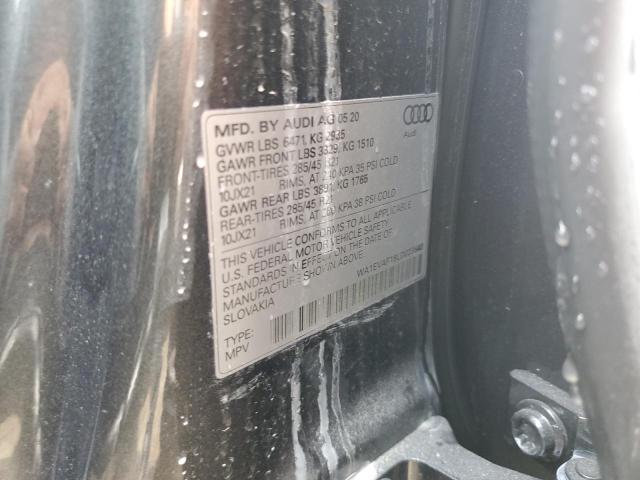 MFD. BY AUDI AG 05 20
GVWR LBS 6471, KG 2935
GAWR FRONT LBS 3329, KG 1510
FRONT-TIRES 285/45 R21
10JX21 RIMS, AT 240 KPA 35 PSI COLD
GAWR REAR LBS 3891, KG 1765
REAR-TIRES 285/45 R21
10JX21 RIMS, AT 260 KPA 38 PSI COLD
THIS VEHICLE CONFORMS TO ALL APPLICABLE
U.S. FEDERAL MOTOR VEHICLE SAFETY
STANDARDS IN EFFECT ON THE DATE OF
MANUFACTURE SHOWN ABOVE
SLOVAKIA
TYPE:
MPV
Audi